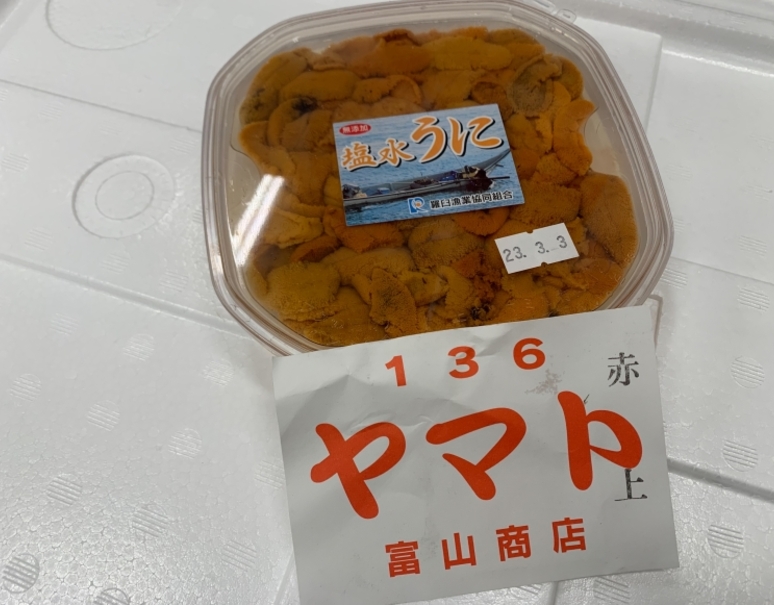 無添加
塩水うに
羅臼漁業協同組合
23. 3. 3
136
赤
ヤマト
上
富山商店